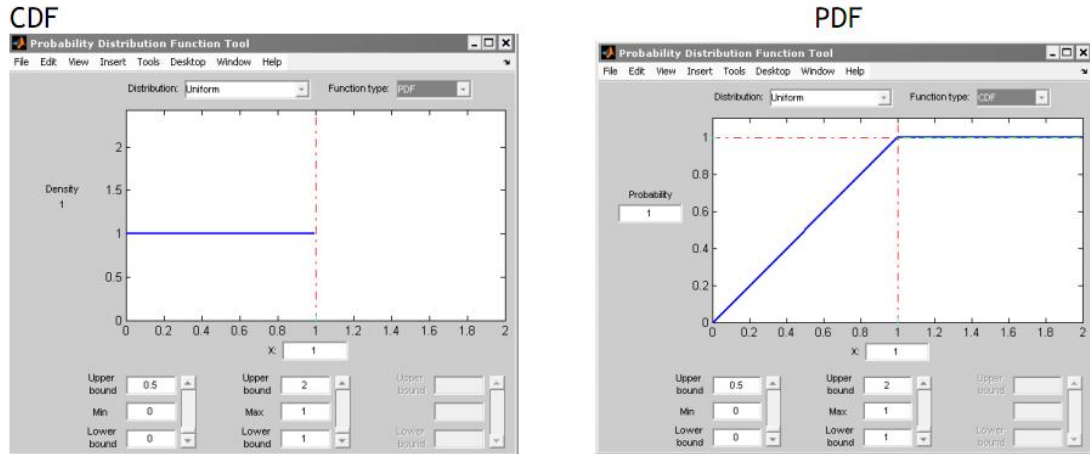 CDF
Probability Distribution Function Tool
File Edit View Insert Tools Desktop Window Help
Distribution: Uniform Function type: PDF
2
Density 1.5
1
1
0.5
0
0 0.2 0.4 0.6 0.8 1 1.2 1.4 1.6 1.8 2
X: 1
Upper bound 0.5 Upper bound 2 Upper bound
Min 0 Max 1
Lower bound 0 Lower bound 1 Lower bound
PDF
Probability Distribution Function Tool
File Edit View Insert Tools Desktop Window Help
Distribution: Uniform Function type: CDF
1
0.8
Probability
1 0.6
0.4
0.2
0
0 0.2 0.4 0.6 0.8 1 1.2 1.4 1.6 1.8 2
X: 1
Upper bound 0.5 Upper bound 2 Upper bound
Min 0 Max 1
Lower bound 0 Lower bound 1 Lower bound